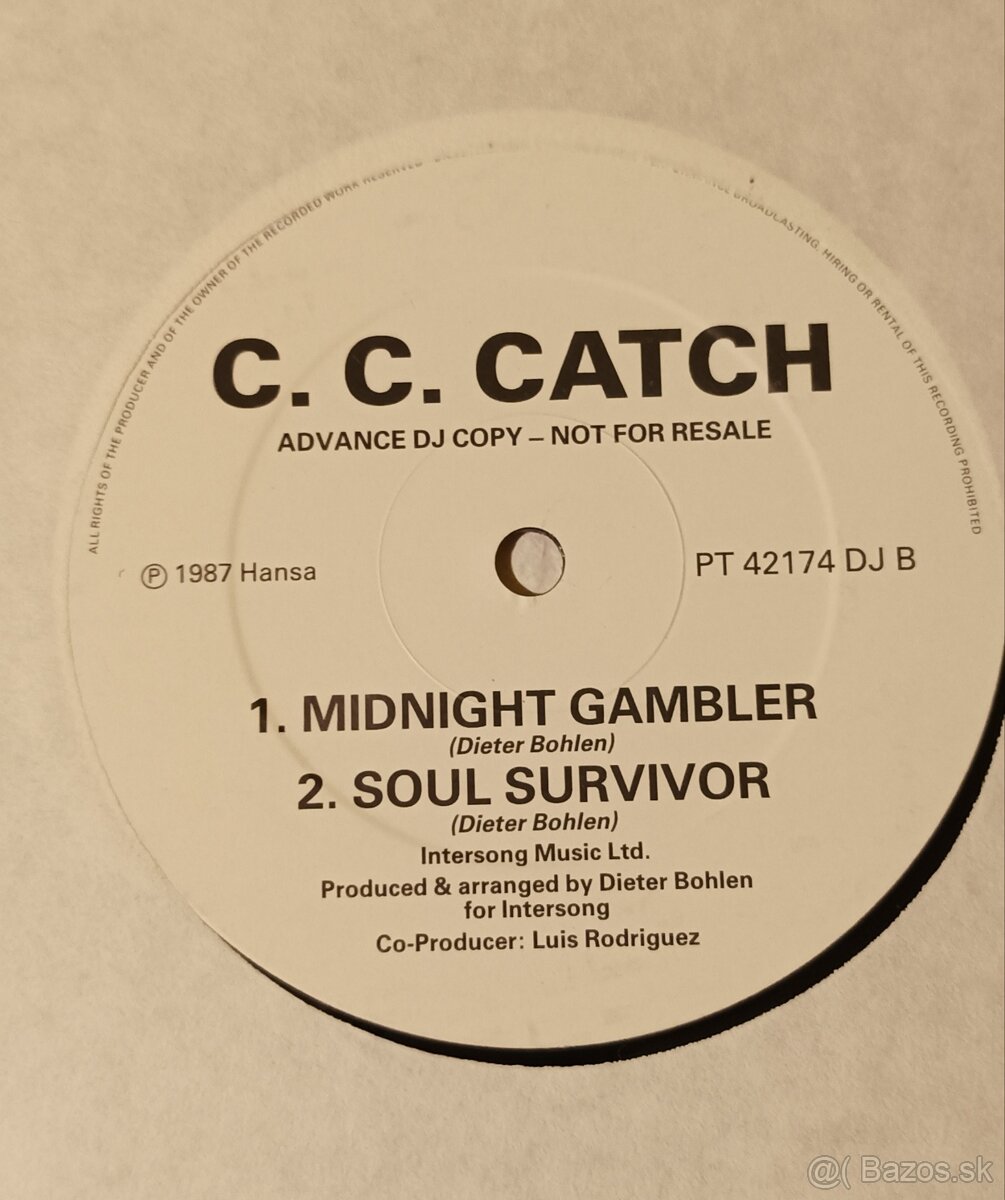 ALL RIGHTS OF THE PRODUCER AND OF THE OWNER OF THE RECORDED WORK RESERVED
BROADCASTING, HIRING OR RENTAL OF THIS RECORDING PROHIBITED
C. C. CATCH
ADVANCE DJ COPY – NOT FOR RESALE
℗ 1987 Hansa
PT 42174 DJ B
1. MIDNIGHT GAMBLER
(Dieter Bohlen)
2. SOUL SURVIVOR
(Dieter Bohlen)
Intersong Music Ltd.
Produced & arranged by Dieter Bohlen
for Intersong
Co-Producer: Luis Rodriguez
@( Bazos.sk